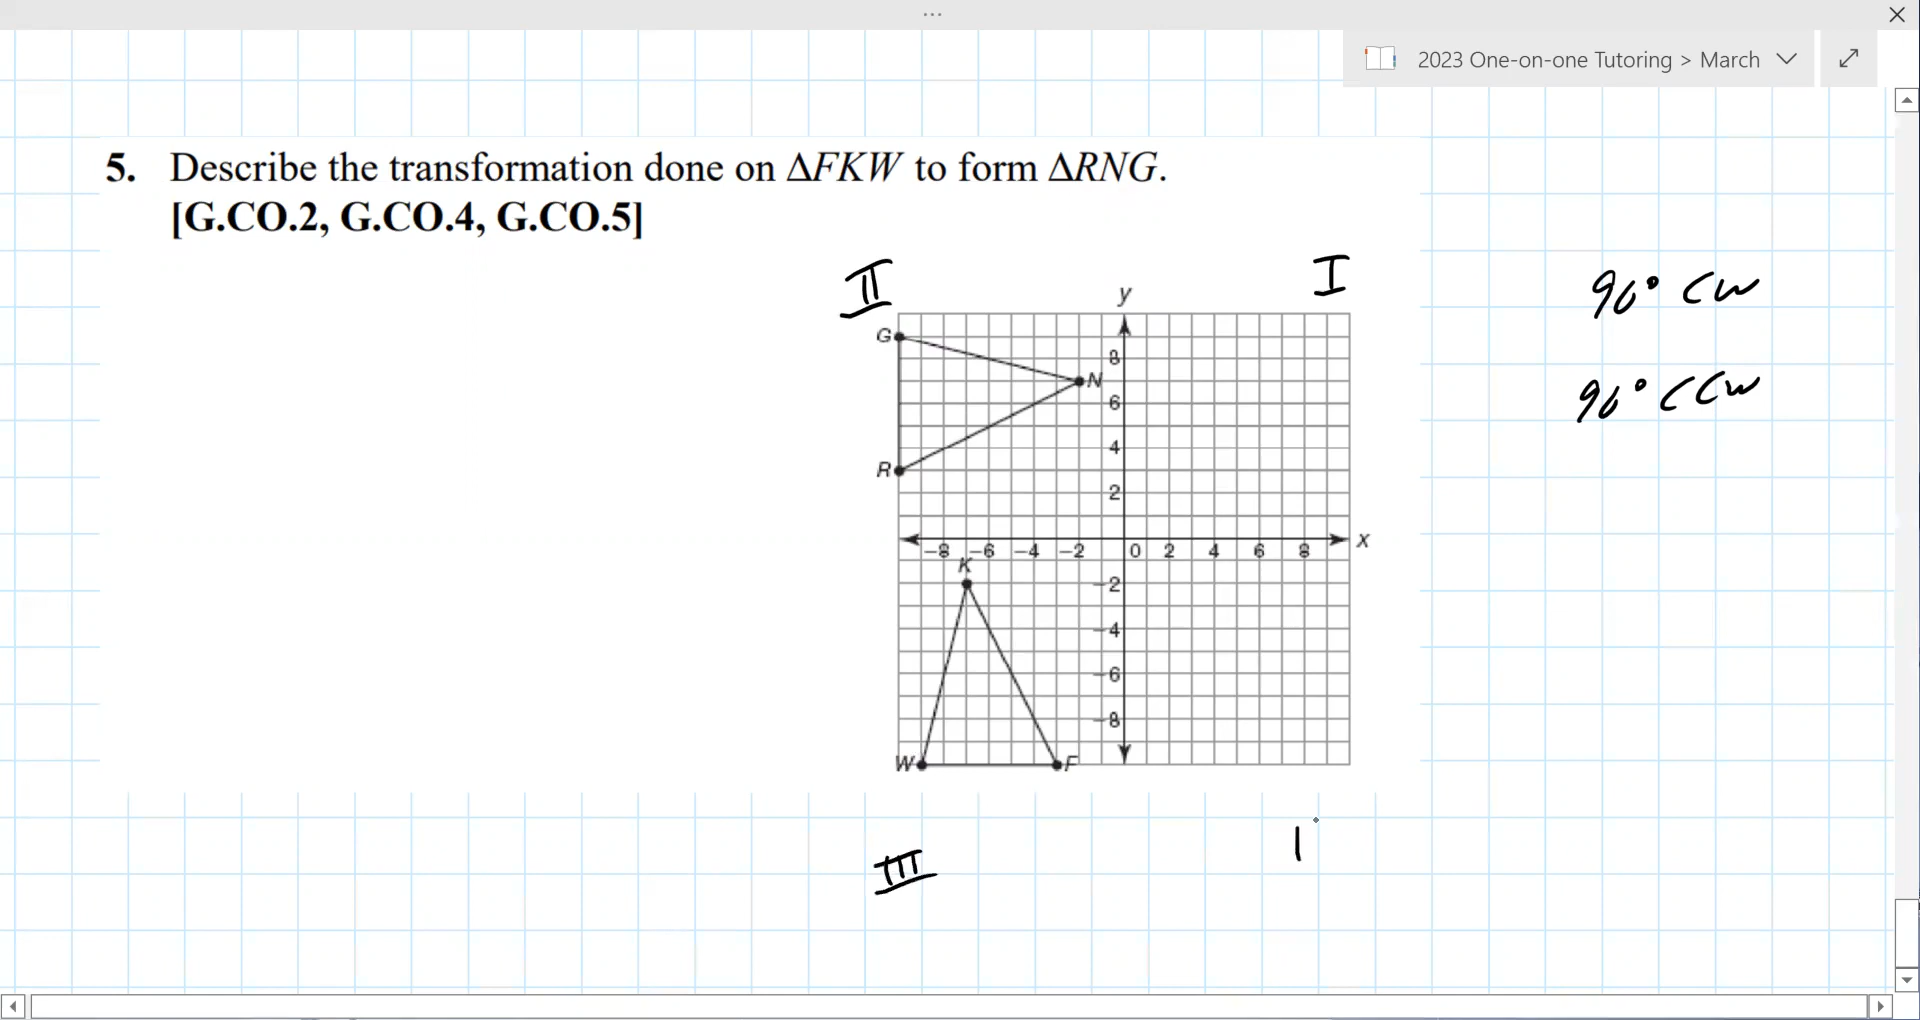 ...
2023 One-on-one Tutoring > March
5. Describe the transformation done on ΔFKW to form ΔRNG.
[G.CO.2, G.CO.4, G.CO.5]
II
I
90° CW
y
G
8
N
6
90° CCW
4
R
2
x
-8 -6 -4 -2 0 2 4 6 8
K
-2
-4
-6
-8
W
F
III
I